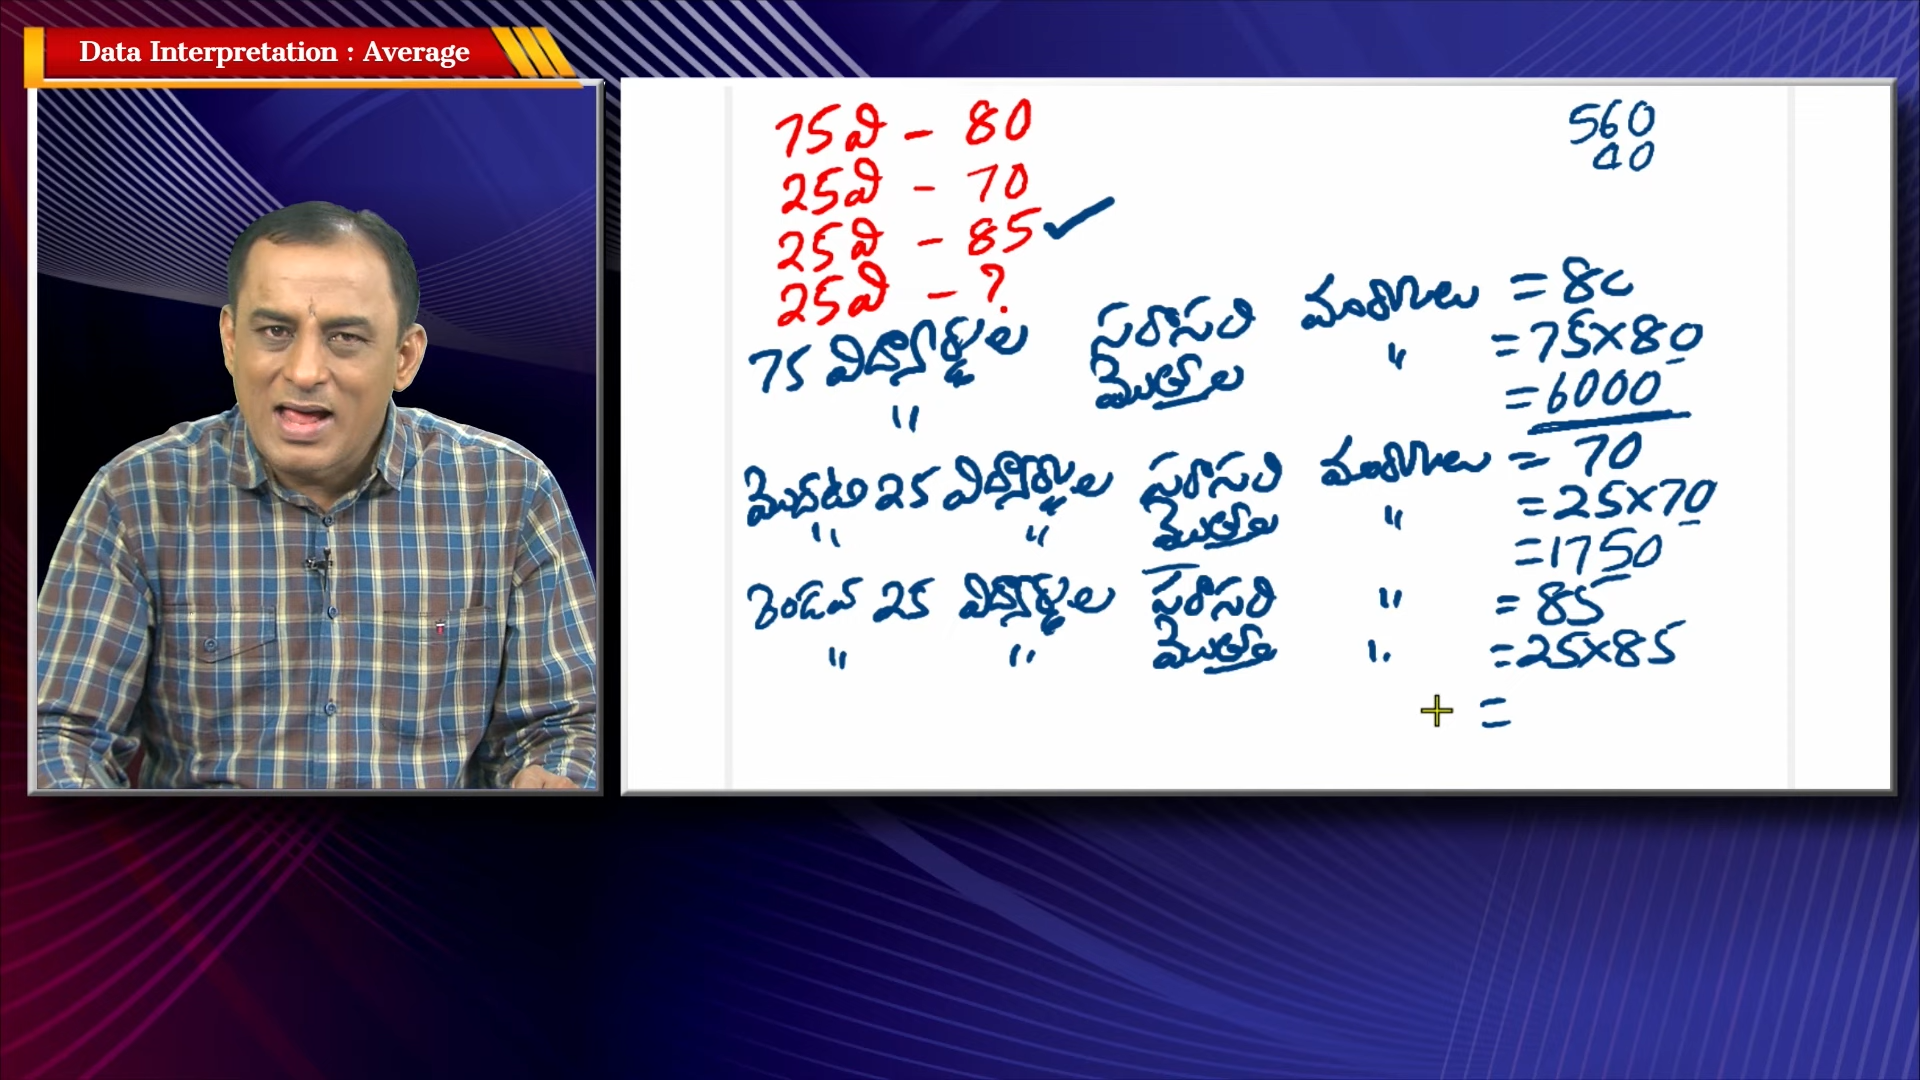 Data Interpretation : Average
75వి - 80
25వి - 70
25వి - 85
25వి - ?
560
40
75 విద్యార్థుల సరాసరి మార్కులు = 80
" మొత్తాల " = 75×80
= 6000
మొదటి 25 విద్యార్థుల సరాసరి మార్కులు = 70
" " మొత్తాల " = 25×70
= 1750
రెండవ 25 విద్యార్థుల సరాసరి " = 85
" " మొత్తం " = 25×85
=